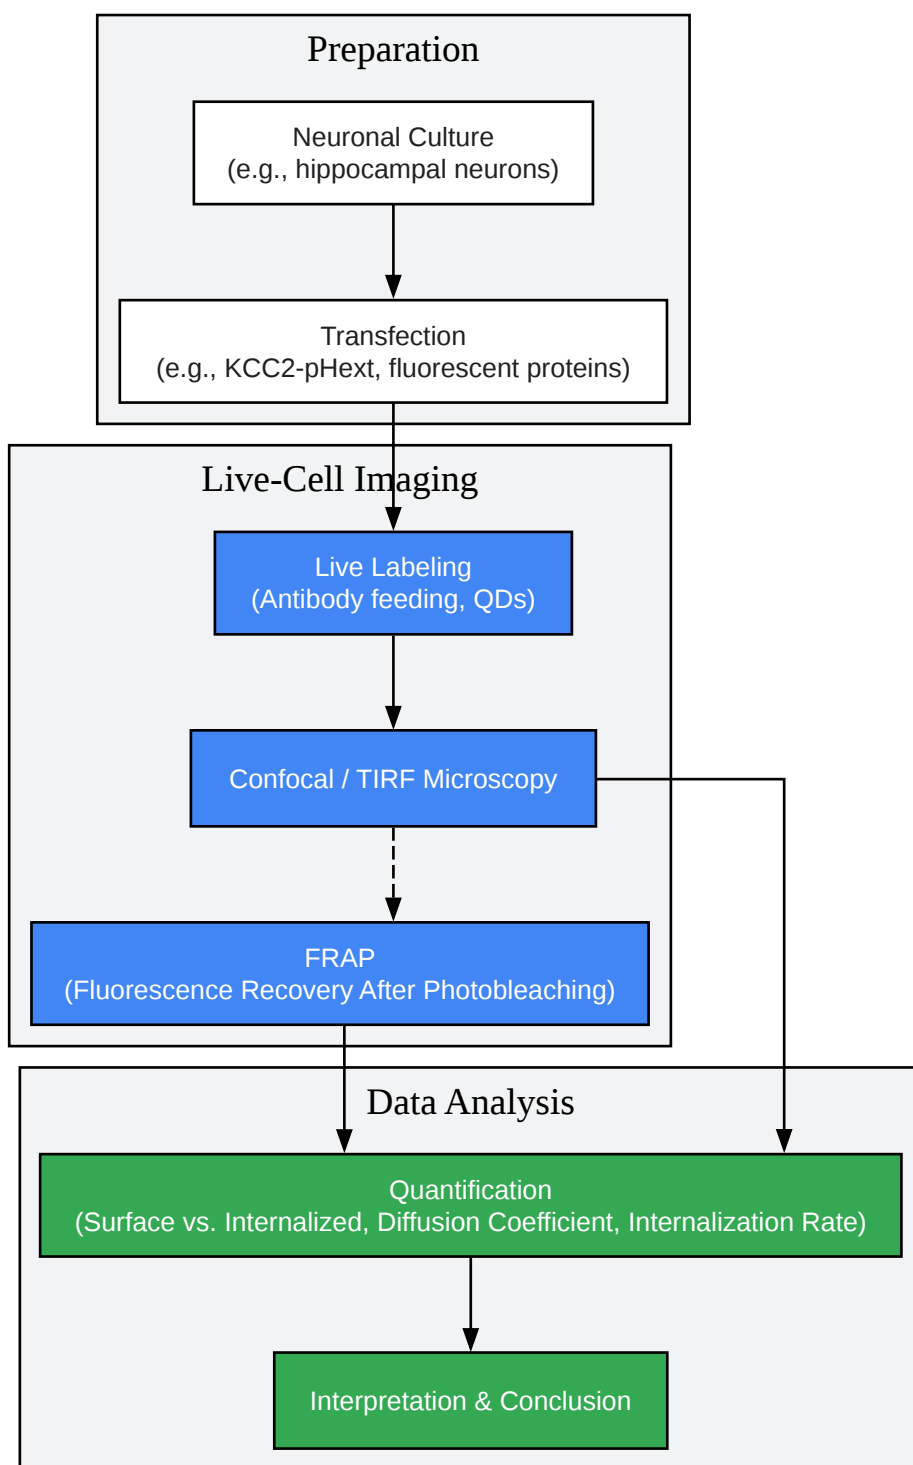 Preparation
Neuronal Culture
(e.g., hippocampal neurons)
Transfection
(e.g., KCC2-pHext, fluorescent proteins)
Live-Cell Imaging
Live Labeling
(Antibody feeding, QDs)
Confocal / TIRF Microscopy
FRAP
(Fluorescence Recovery After Photobleaching)
Data Analysis
Quantification
(Surface vs. Internalized, Diffusion Coefficient, Internalization Rate)
Interpretation & Conclusion